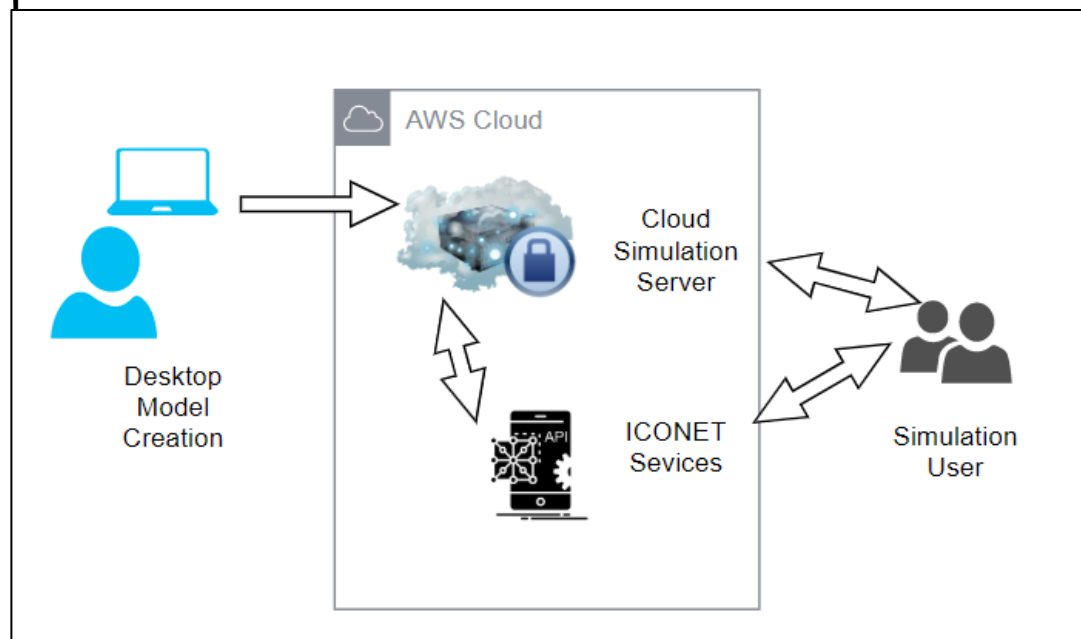 AWS Cloud
Cloud
Simulation
Server
Desktop
Model
Creation
API
ICONET
Sevices
Simulation
User